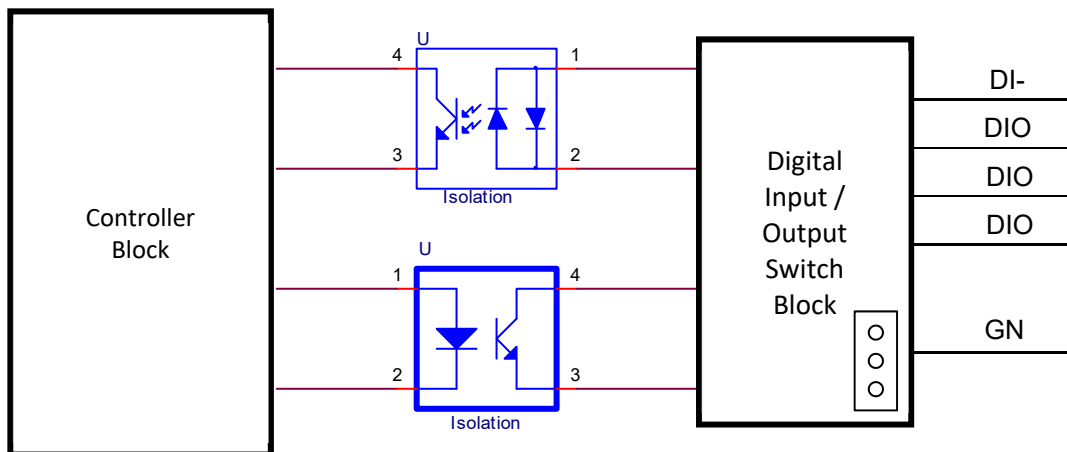 U
4
1
3
2
Isolation
Controller
Block
U
1
4
2
3
Isolation
Digital
Input /
Output
Switch
Block
DI-
DIO
DIO
DIO
GN